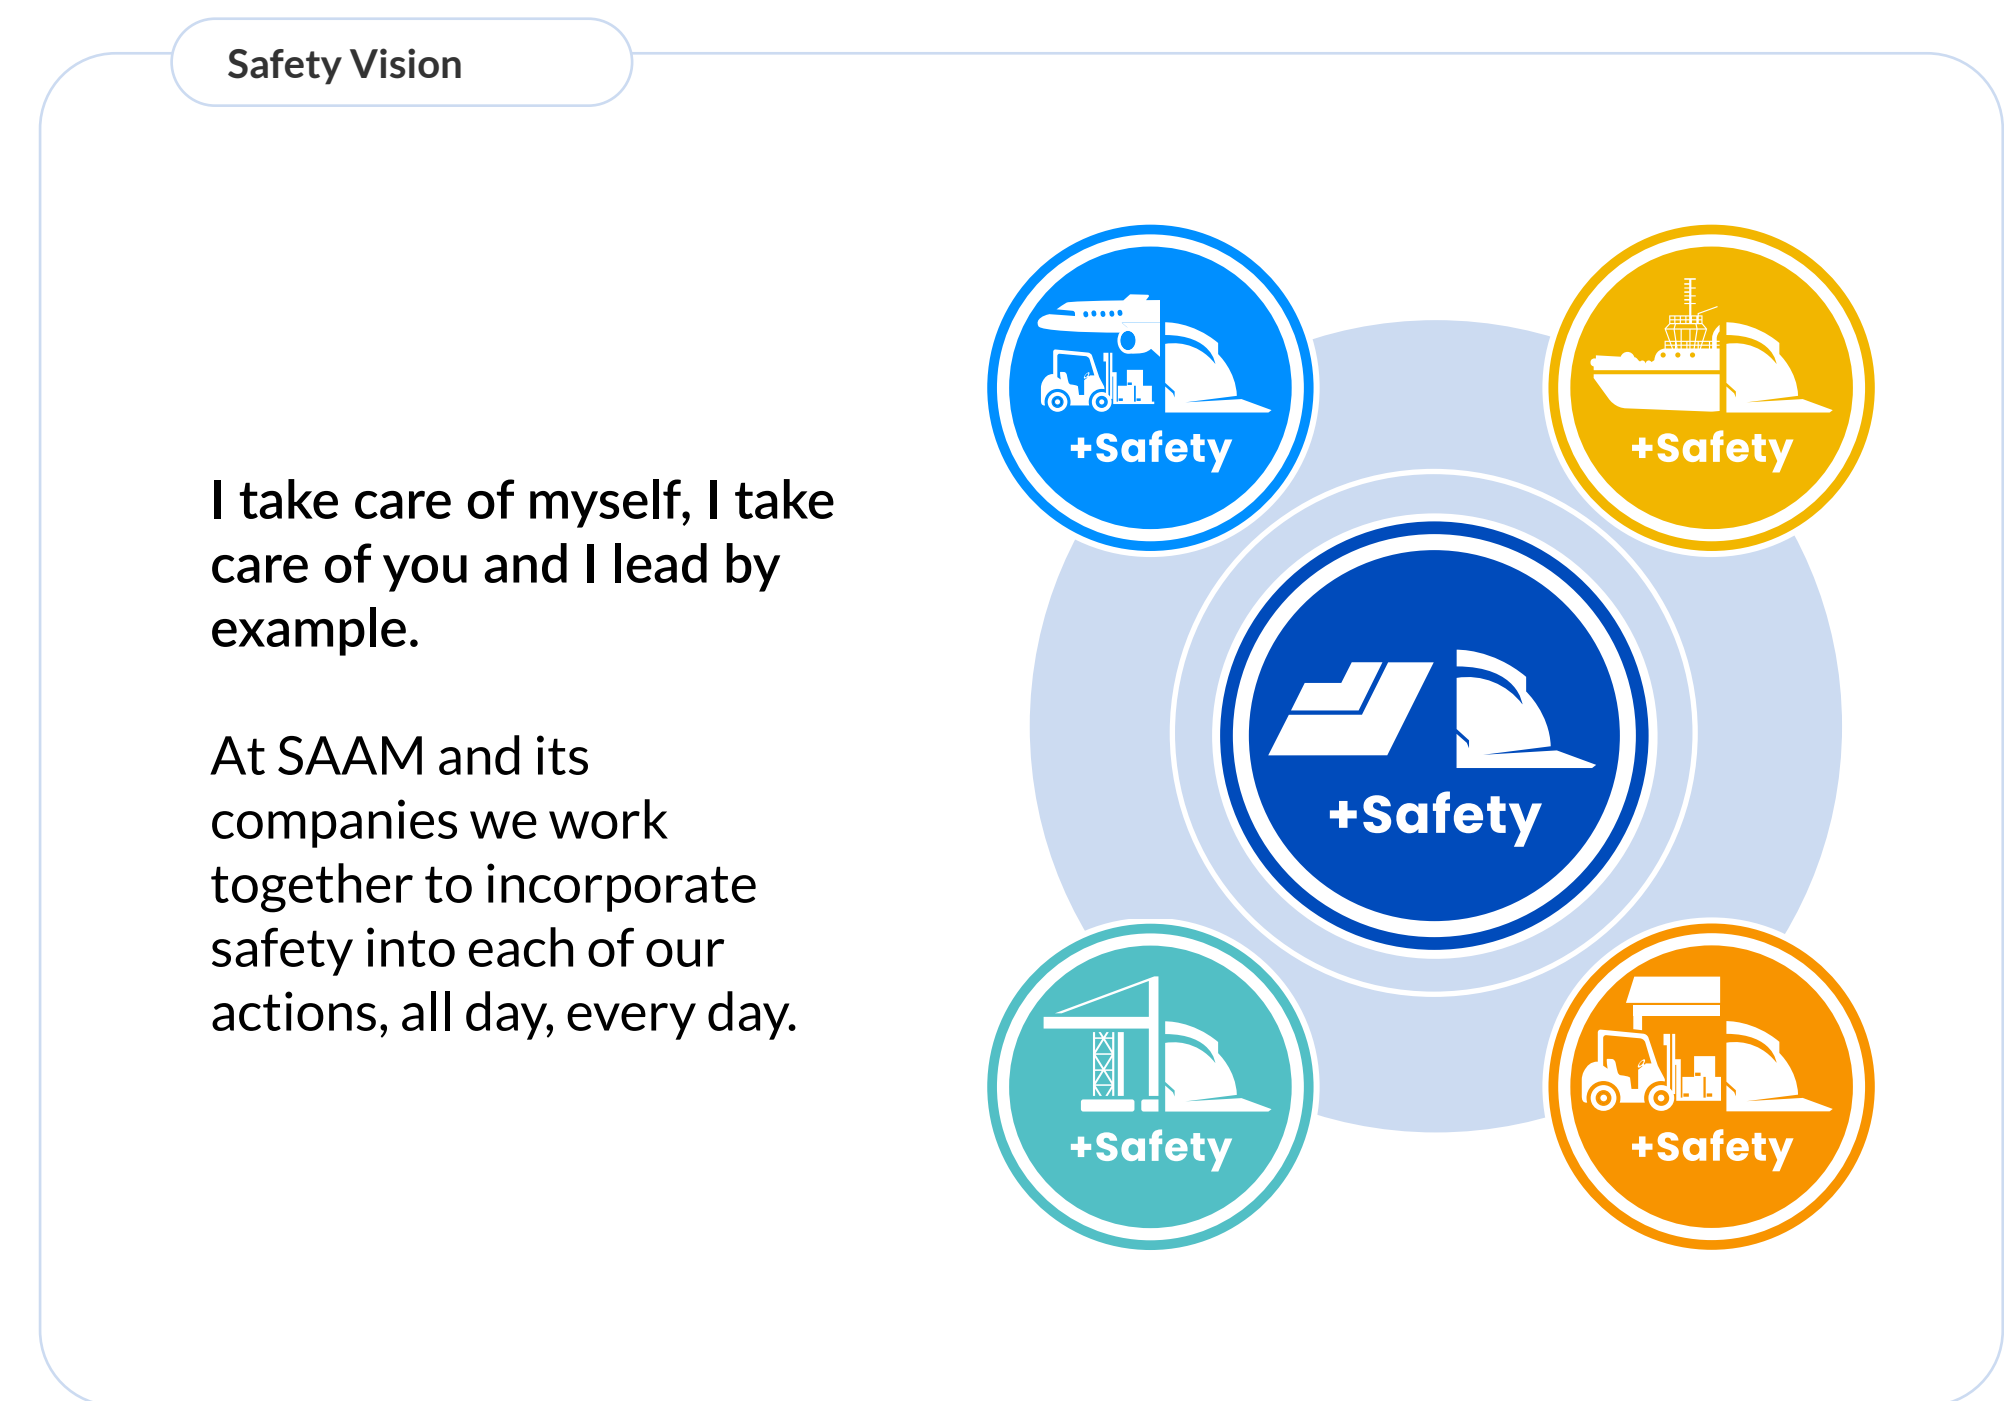 Safety Vision
I take care of myself, I take
care of you and I lead by
example.
At SAAM and its
companies we work
together to incorporate
safety into each of our
actions, all day, every day.
+Safety
+Safety
+Safety
+Safety
+Safety